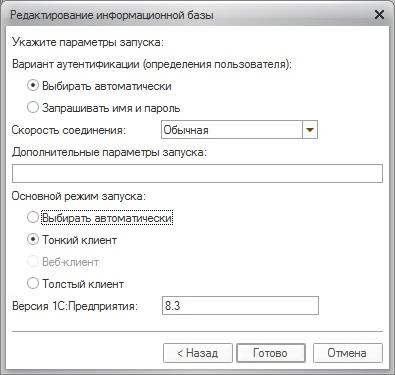 Редактирование информационной базы
Укажите параметры запуска:
Вариант аутентификации (определения пользователя):
Выбирать автоматически
Запрашивать имя и пароль
Скорость соединения: Обычная
Дополнительные параметры запуска:
Основной режим запуска:
Выбирать автоматически
Тонкий клиент
Веб-клиент
Толстый клиент
Версия 1С:Предприятия: 8.3
< Назад Готово Отмена